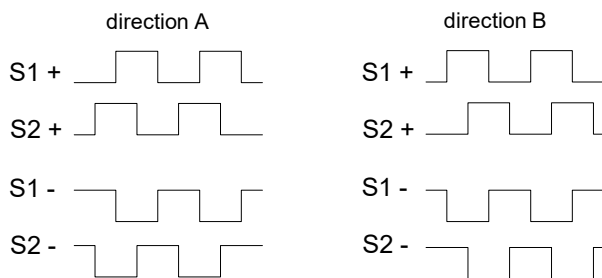 direction A
direction B
S1 +
S2 +
S1 -
S2 -
S1 +
S2 +
S1 -
S2 -